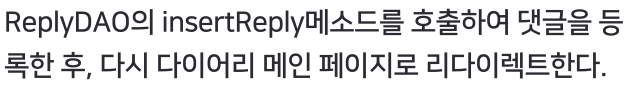 ReplyDAO의 insertReply메소드를 호출하여 댓글을 등
록한 후, 다시 다이어리 메인 페이지로 리다이렉트한다.